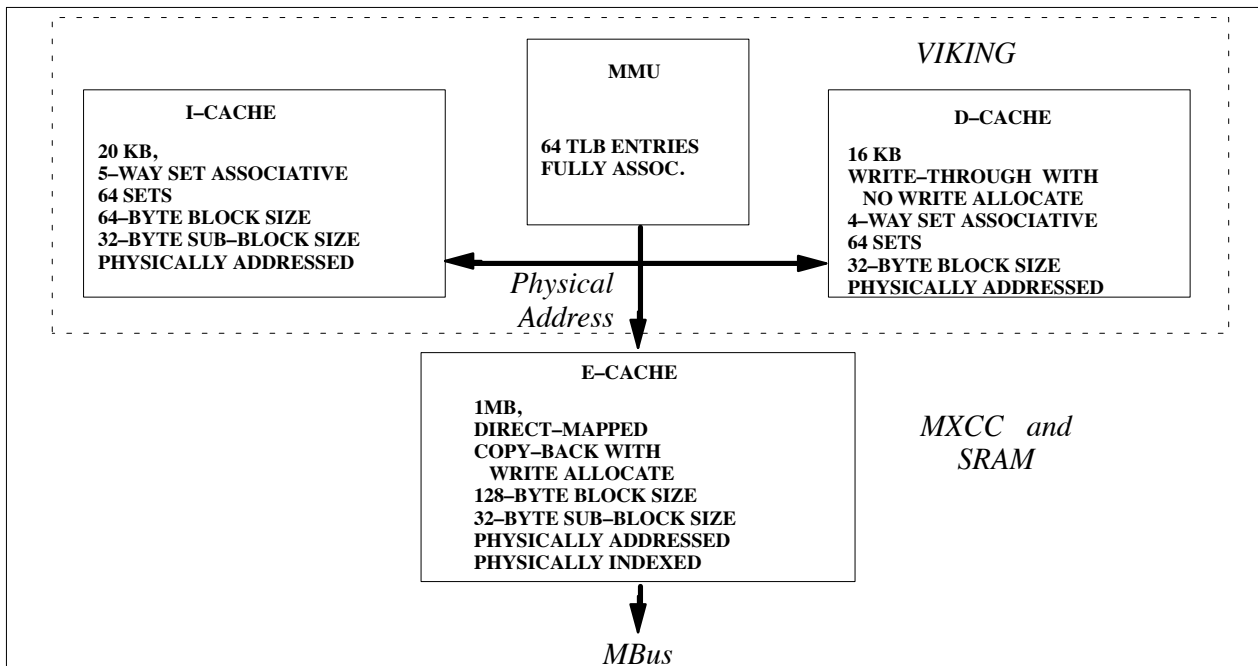 VIKING
MMU
64 TLB ENTRIES
FULLY ASSOC.
I–CACHE
20 KB,
5–WAY SET ASSOCIATIVE
64 SETS
64–BYTE BLOCK SIZE
32–BYTE SUB–BLOCK SIZE
PHYSICALLY ADDRESSED
D–CACHE
16 KB
WRITE–THROUGH WITH
NO WRITE ALLOCATE
4–WAY SET ASSOCIATIVE
64 SETS
32–BYTE BLOCK SIZE
PHYSICALLY ADDRESSED
Physical
Address
E–CACHE
1MB,
DIRECT–MAPPED
COPY–BACK WITH
WRITE ALLOCATE
128–BYTE BLOCK SIZE
32–BYTE SUB–BLOCK SIZE
PHYSICALLY ADDRESSED
PHYSICALLY INDEXED
MXCC and
SRAM
MBus